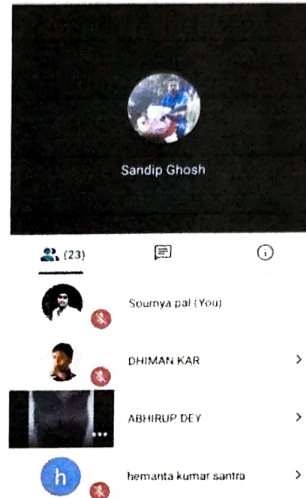 Sandip Ghosh
(23)
Soumya pal (You)
DHIMAN KAR
ABHIRUP DEY
h
hemanta kumar santra